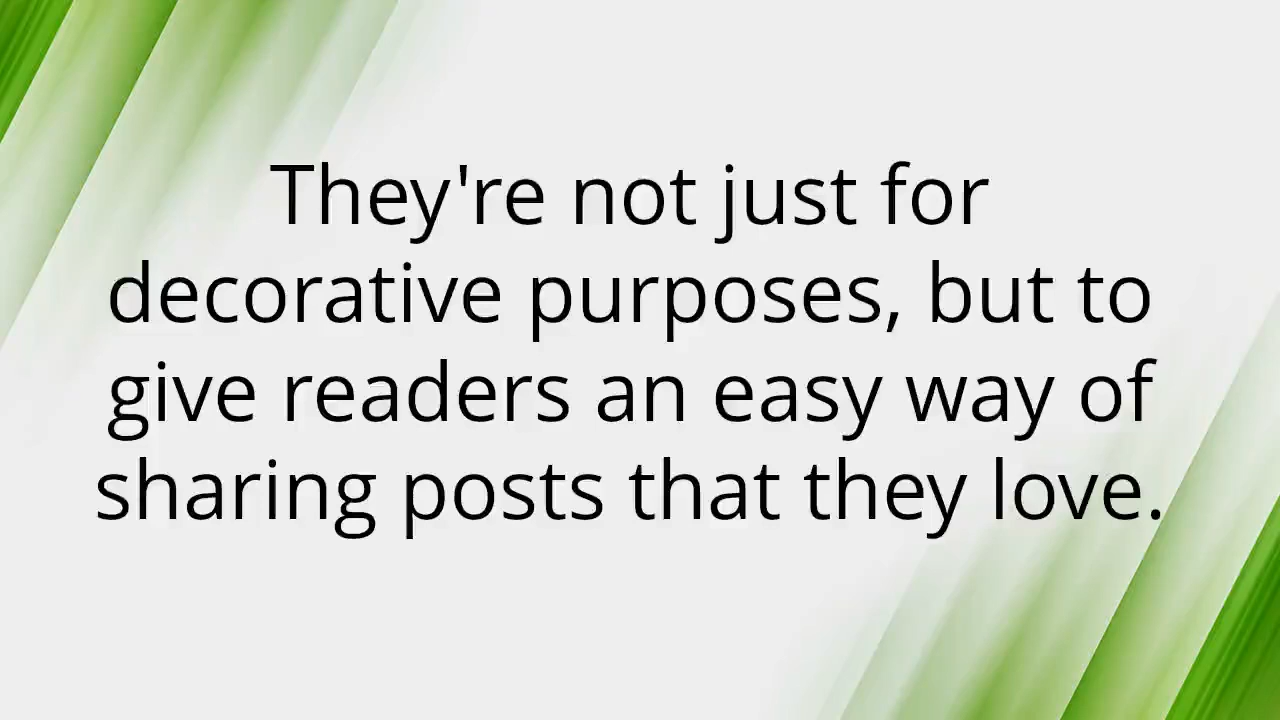 They're not just for
decorative purposes, but to
give readers an easy way of
sharing posts that they love.